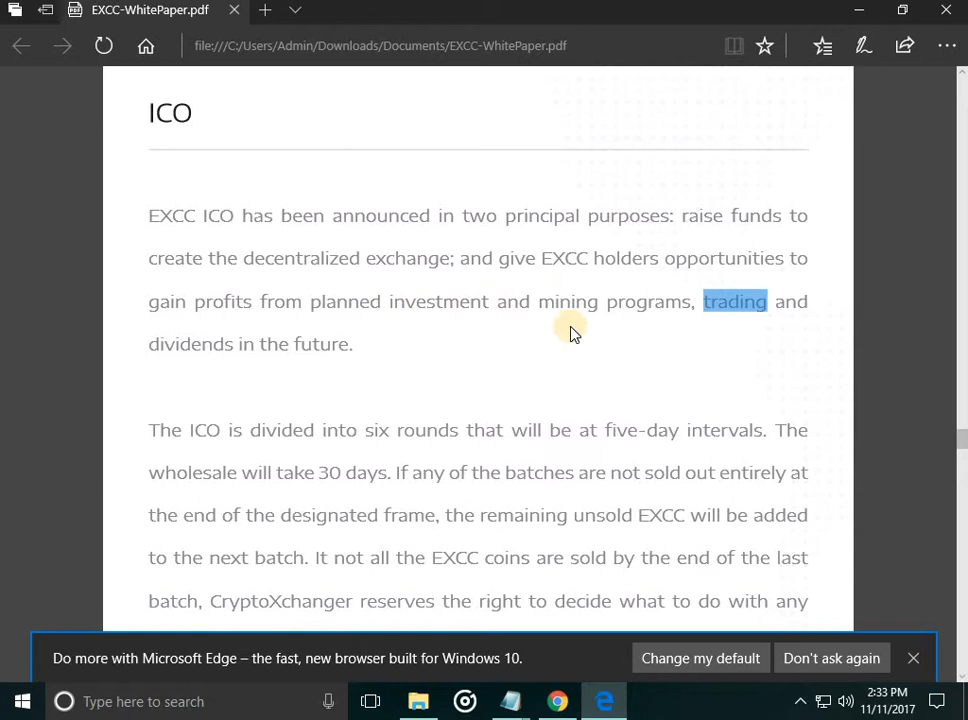 EXCC-WhitePaper.pdf
file:///C:/Users/Admin/Downloads/Documents/EXCC-WhitePaper.pdf
ICO
EXCC ICO has been announced in two principal purposes: raise funds to
create the decentralized exchange; and give EXCC holders opportunities to
gain profits from planned investment and mining programs, trading and
dividends in the future.
The ICO is divided into six rounds that will be at five-day intervals. The
wholesale will take 30 days. If any of the batches are not sold out entirely at
the end of the designated frame, the remaining unsold EXCC will be added
to the next batch. It not all the EXCC coins are sold by the end of the last
batch, CryptoXchanger reserves the right to decide what to do with any
Do more with Microsoft Edge – the fast, new browser built for Windows 10.
Change my default
Don't ask again
Type here to search
2:33 PM
11/11/2017